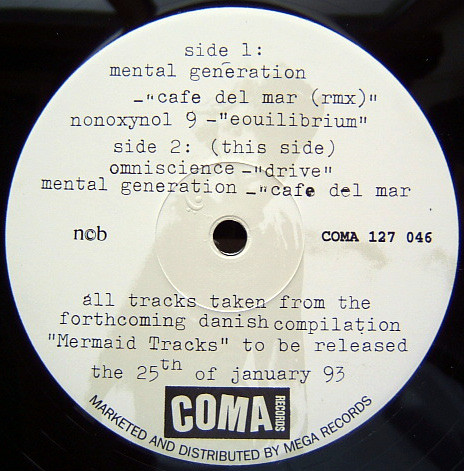 side 1:
mental generation
-"cafe del mar (rmx)"
nonoxynol 9 -"eouilibrium"
side 2: (this side)
omniscience -"drive"
mental generation -"cafe del mar
n©b
COMA 127 046
all tracks taken from the
forthcoming danish compilation
"Mermaid Tracks" to be released
the 25th of january 93
COMA RECORDS
MARKETED AND DISTRIBUTED BY MEGA RECORDS